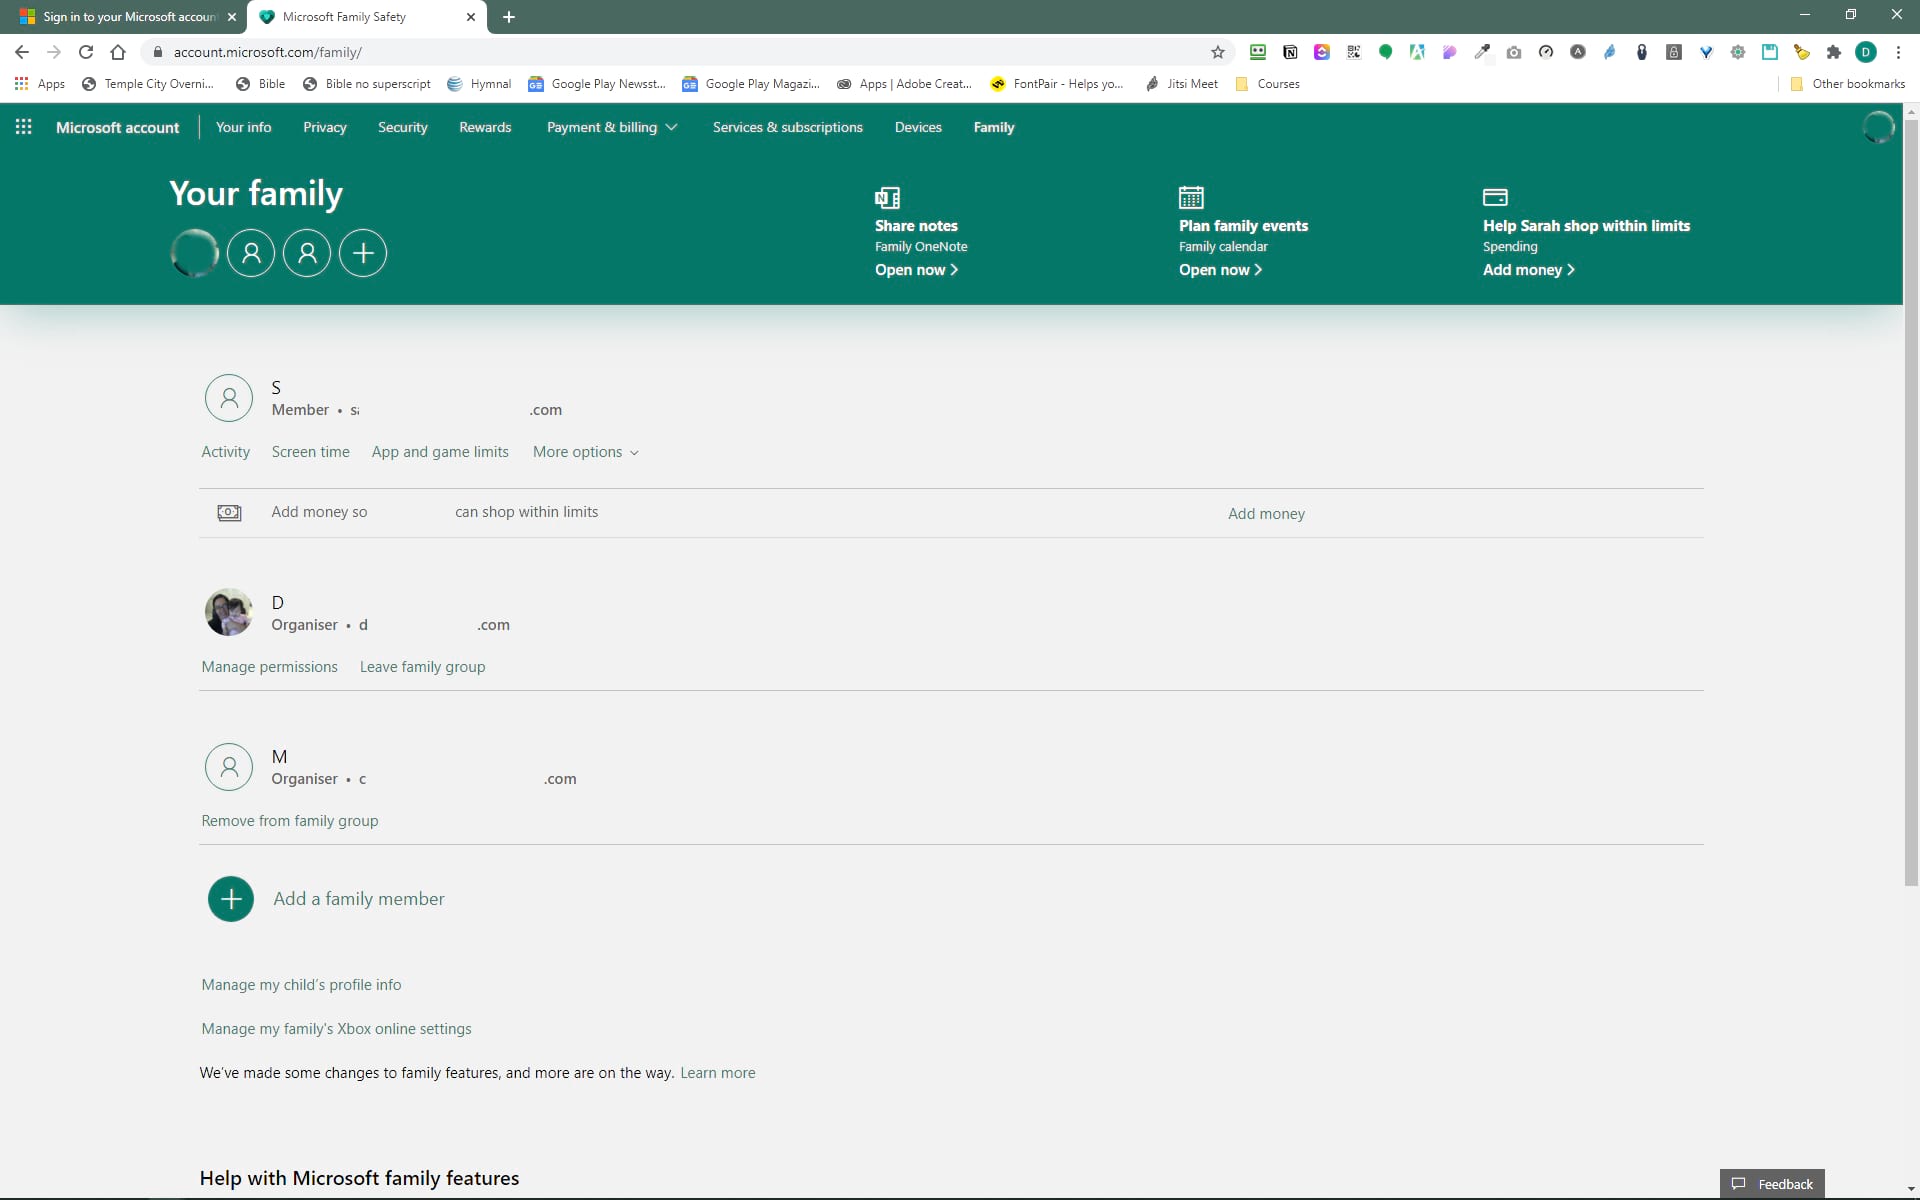 Sign in to your Microsoft account
Microsoft Family Safety
account.microsoft.com/family/
Apps
Temple City Overni...
Bible
Bible no superscript
Hymnal
Google Play Newsst...
Google Play Magazi...
Apps | Adobe Creat...
FontPair - Helps yo...
Jitsi Meet
Courses
Other bookmarks
Microsoft account
Your info
Privacy
Security
Rewards
Payment & billing
Services & subscriptions
Devices
Family
Your family
Share notes
Family OneNote
Open now >
Plan family events
Family calendar
Open now >
Help Sarah shop within limits
Spending
Add money >
S
Member • sa .com
Activity
Screen time
App and game limits
More options
Add money so can shop within limits
Add money
D
Organiser • d .com
Manage permissions
Leave family group
M
Organiser • c .com
Remove from family group
Add a family member
Manage my child's profile info
Manage my family's Xbox online settings
We've made some changes to family features, and more are on the way. Learn more
Help with Microsoft family features
Feedback